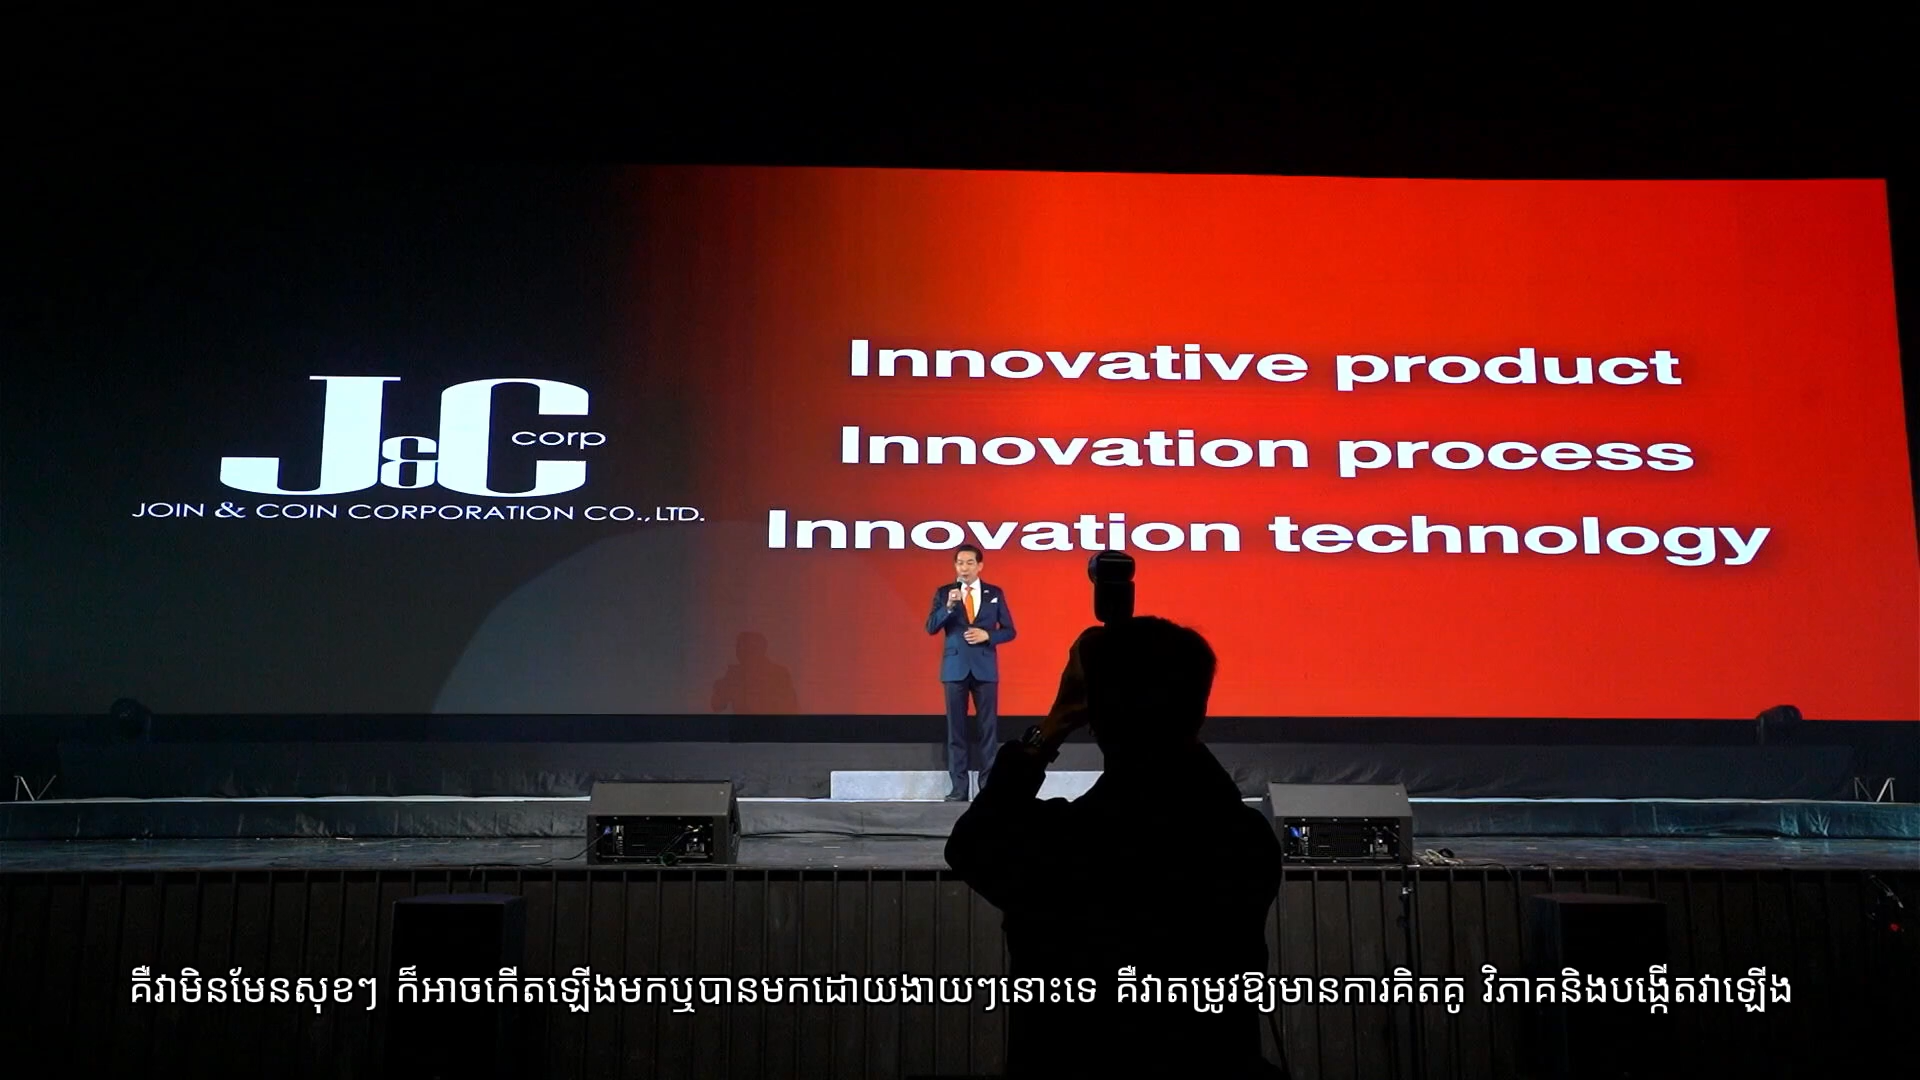 J&C corp
JOIN & COIN CORPORATION CO., LTD.
Innovative product
Innovation process
Innovation technology
គឺវាមិនមែនសុខៗ ក៏អាចកើតឡើងមកឬបានមកដោយងាយៗនោះទេ គឺវាតម្រូវឱ្យមានការគិតគូ វិភាគនិងបង្កើតវាឡើង